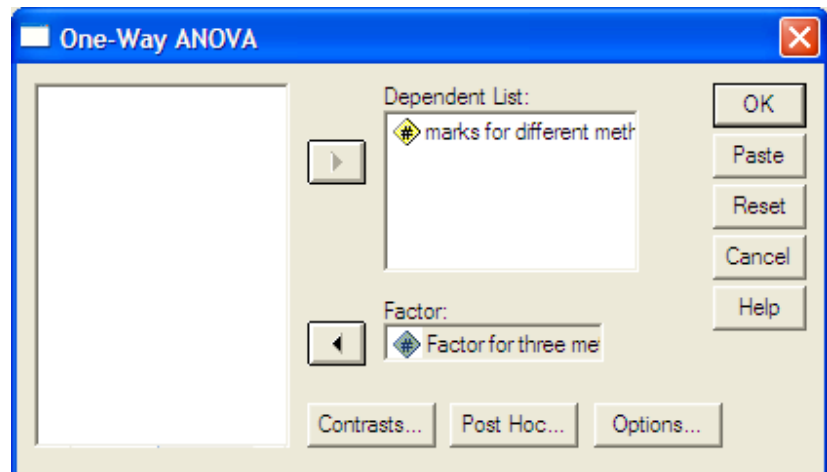 One-Way ANOVA
Dependent List:
# marks for different meth
Factor:
# Factor for three me
OK
Paste
Reset
Cancel
Help
Contrasts... Post Hoc... Options...